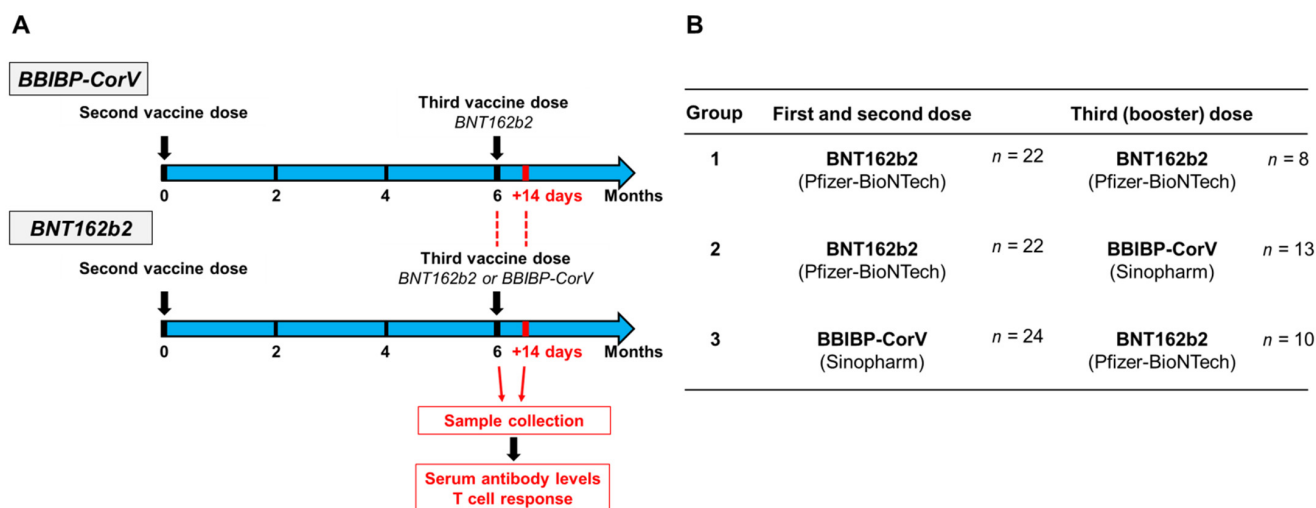 A
BBIBP-CorV
Second vaccine dose
Third vaccine dose
BNT162b2
0 2 4 6 +14 days Months
BNT162b2
Second vaccine dose
Third vaccine dose
BNT162b2 or BBIBP-CorV
0 2 4 6 +14 days Months
Sample collection
Serum antibody levels
T cell response
B
Group First and second dose Third (booster) dose
1 BNT162b2 n = 22 BNT162b2 n = 8
(Pfizer-BioNTech) (Pfizer-BioNTech)
2 BNT162b2 n = 22 BBIBP-CorV n = 13
(Pfizer-BioNTech) (Sinopharm)
3 BBIBP-CorV n = 24 BNT162b2 n = 10
(Sinopharm) (Pfizer-BioNTech)